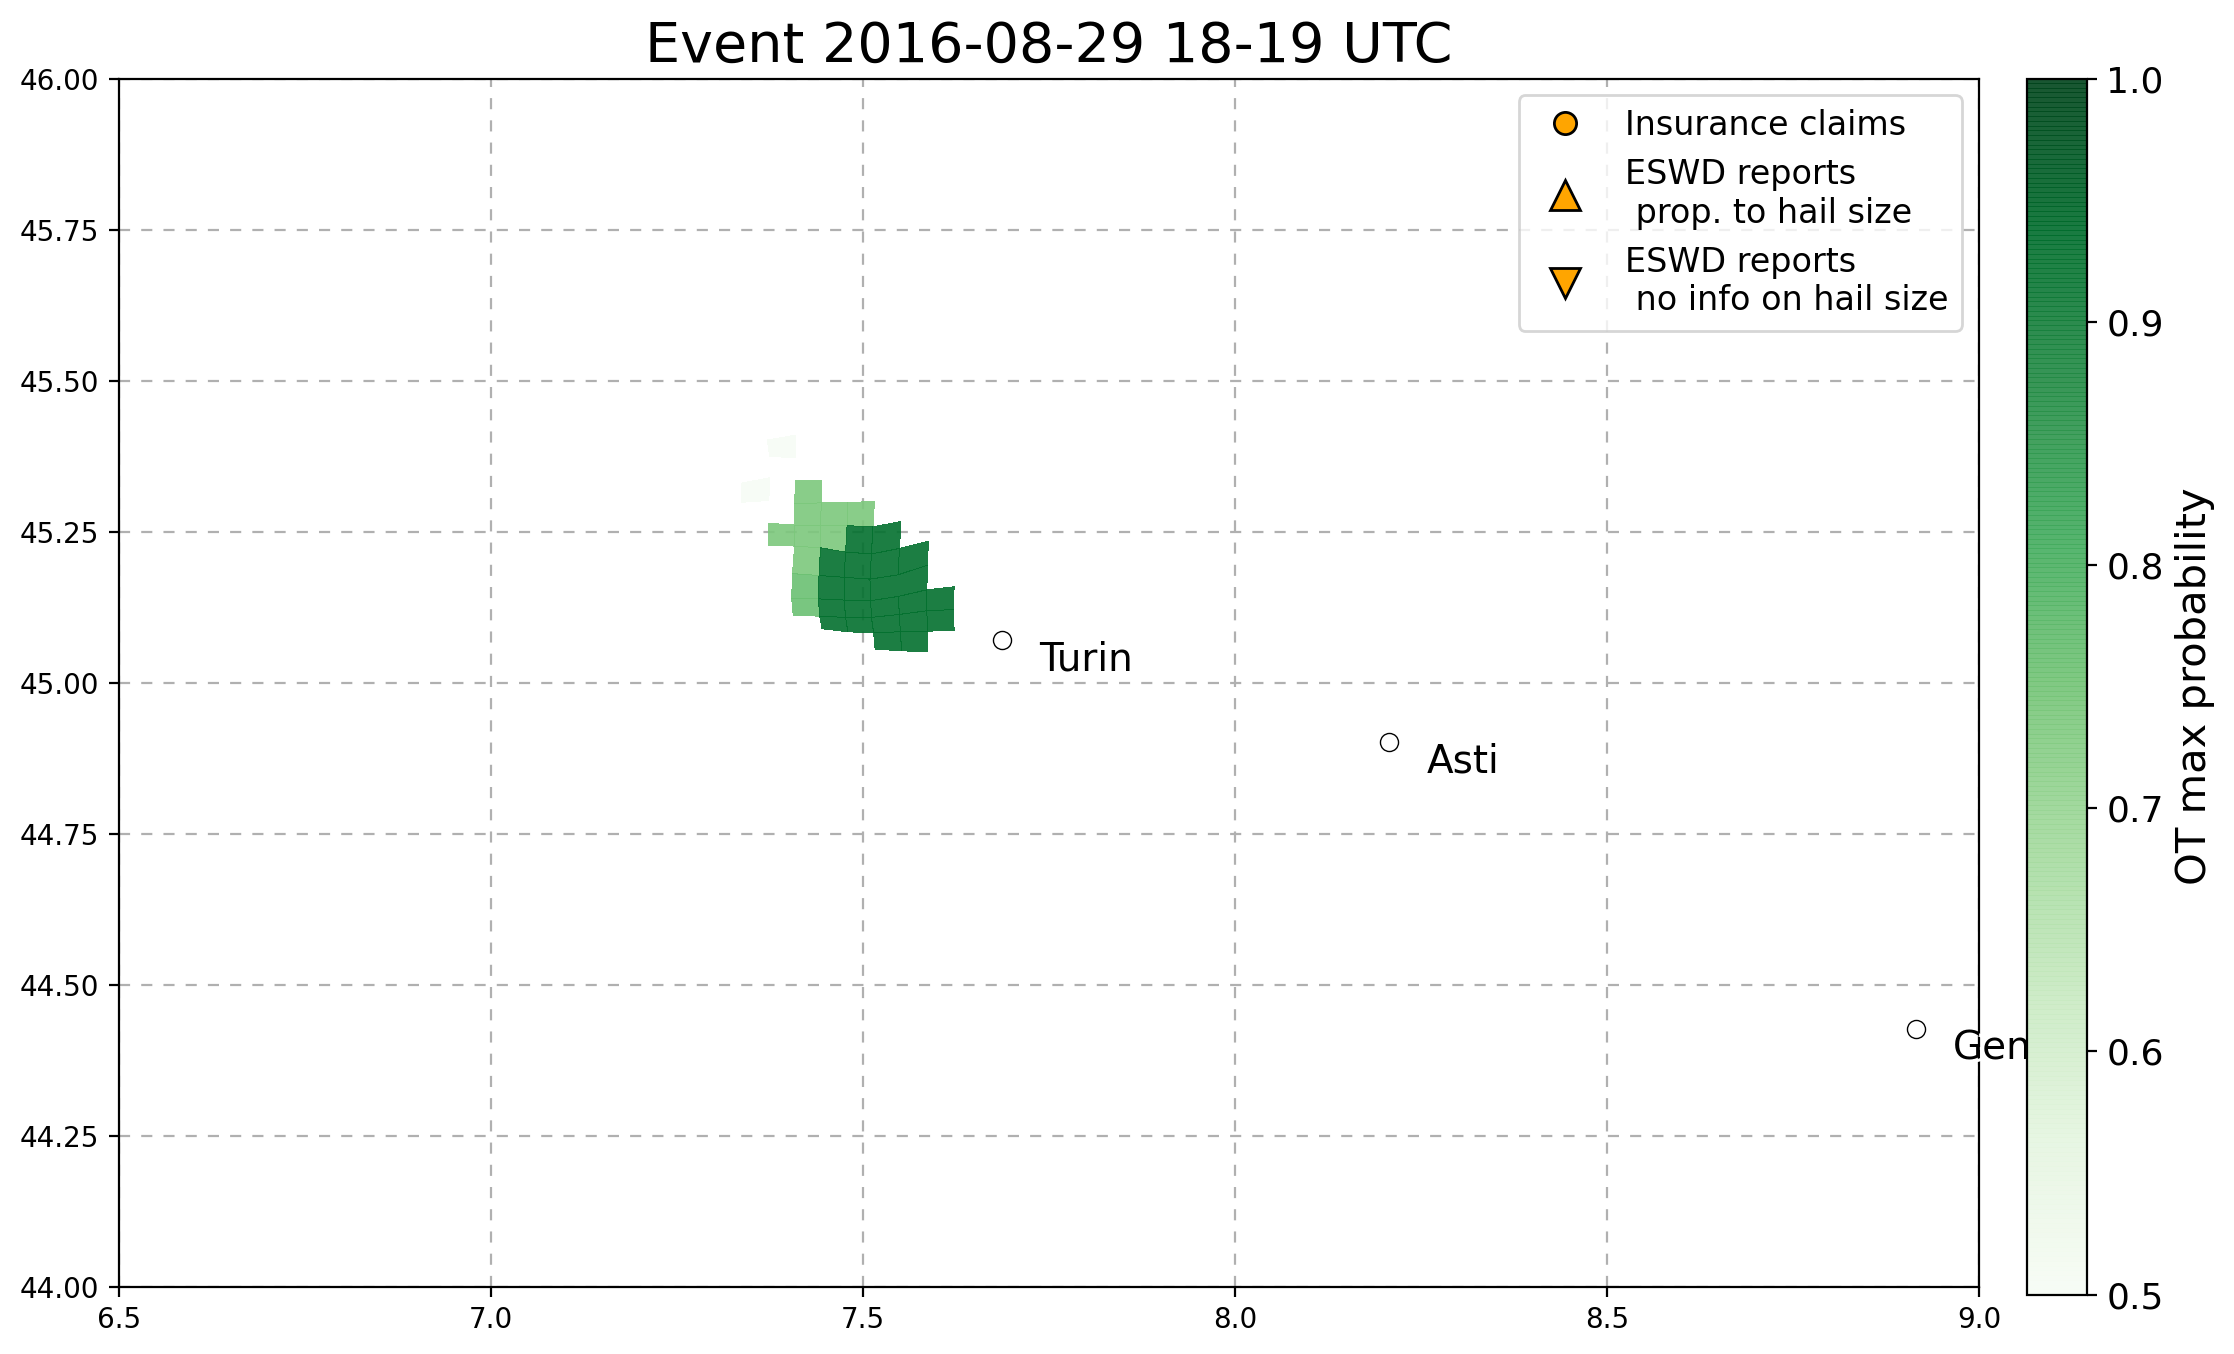 Event 2016-08-29 18-19 UTC
46.00
45.75
45.50
45.25
45.00
44.75
44.50
44.25
44.00
6.5 7.0 7.5 8.0 8.5 9.0
Insurance claims
ESWD reports
prop. to hail size
ESWD reports
no info on hail size
Turin
Asti
Gen
1.0
0.9
0.8
0.7
0.6
0.5
OT max probability